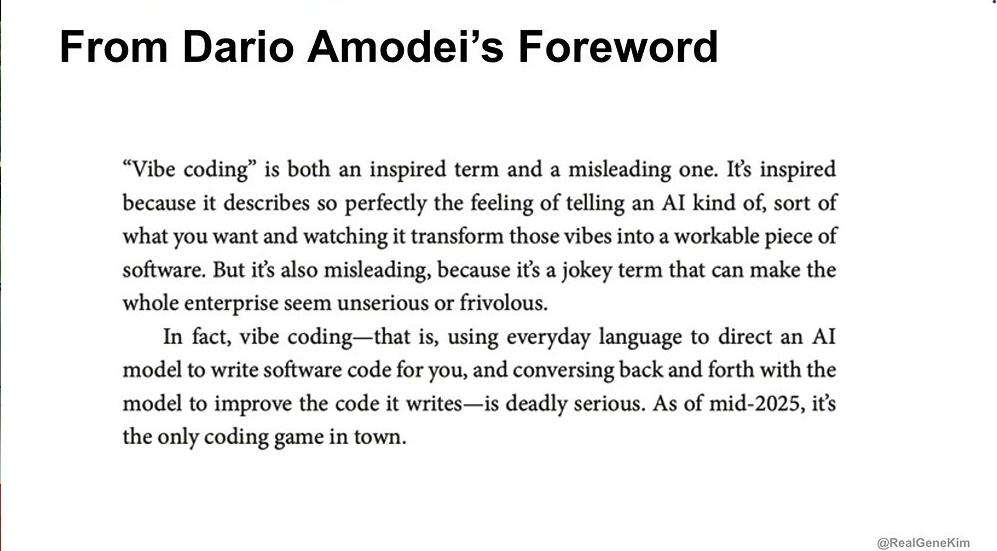 From Dario Amodei’s Foreword
“Vibe coding” is both an inspired term and a misleading one. It’s inspired
because it describes so perfectly the feeling of telling an AI kind of, sort of
what you want and watching it transform those vibes into a workable piece of
software. But it’s also misleading, because it’s a jokey term that can make the
whole enterprise seem unserious or frivolous.
In fact, vibe coding—that is, using everyday language to direct an AI
model to write software code for you, and conversing back and forth with the
model to improve the code it writes—is deadly serious. As of mid-2025, it’s
the only coding game in town.
@RealGeneKim